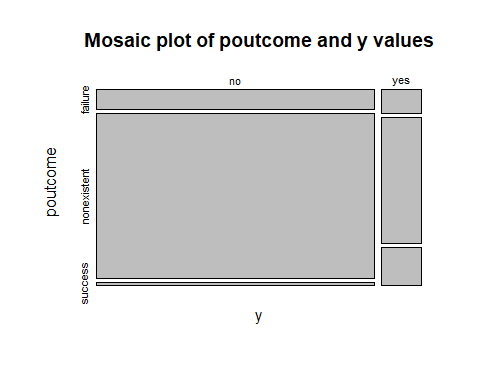 Mosaic plot of poutcome and y values
no
yes
failure
nonexistent
success
poutcome
y